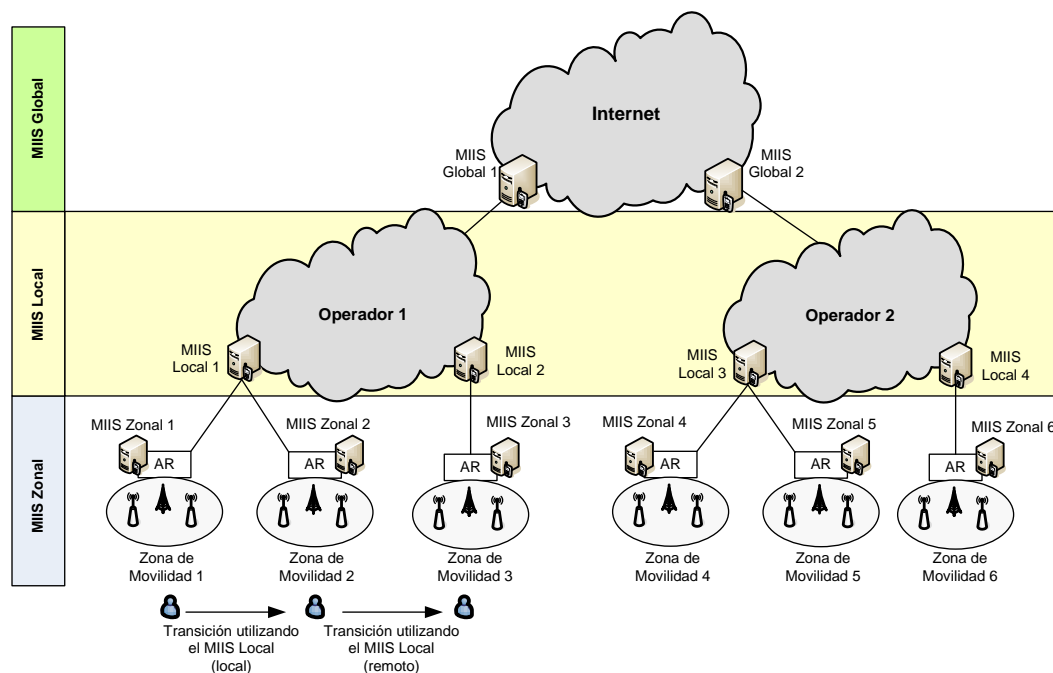 MIIS Global
Internet
MIIS
Global 1
MIIS
Global 2
MIIS Local
Operador 1
Operador 2
MIIS
Local 1
MIIS
Local 2
MIIS
Local 3
MIIS
Local 4
MIIS Zonal
MIIS Zonal 1
MIIS Zonal 2
MIIS Zonal 3
MIIS Zonal 4
MIIS Zonal 5
MIIS Zonal 6
AR
AR
AR
AR
AR
AR
Zona de
Movilidad 1
Zona de
Movilidad 2
Zona de
Movilidad 3
Zona de
Movilidad 4
Zona de
Movilidad 5
Zona de
Movilidad 6
Transición utilizando
el MIIS Local
(local)
Transición utilizando
el MIIS Local
(remoto)